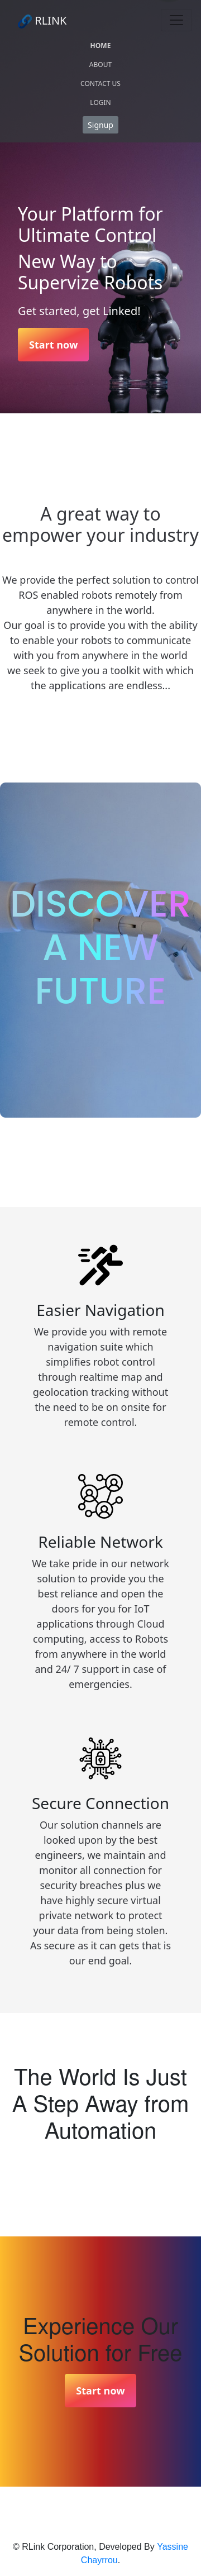 RLINK
HOME
ABOUT
CONTACT US
LOGIN
Signup
Your Platform for
Ultimate Control
New Way to
Supervize Robots
Get started, get Linked!
Start now
A great way to
empower your industry
We provide the perfect solution to control
ROS enabled robots remotely from
anywhere in the world.
Our goal is to provide you with the ability
to enable your robots to communicate
with you from anywhere in the world
we seek to give you a toolkit with which
the applications are endless...
DISCOVER
A NEW
FUTURE
Easier Navigation
We provide you with remote
navigation suite which
simplifies robot control
through realtime map and
geolocation tracking without
the need to be on onsite for
remote control.
Reliable Network
We take pride in our network
solution to provide you the
best reliance and open the
doors for you for IoT
applications through Cloud
computing, access to Robots
from anywhere in the world
and 24/ 7 support in case of
emergencies.
Secure Connection
Our solution channels are
looked upon by the best
engineers, we maintain and
monitor all connection for
security breaches plus we
have highly secure virtual
private network to protect
your data from being stolen.
As secure as it can gets that is
our end goal.
The World Is Just
A Step Away from
Automation
Experience Our
Solution for Free
Start now
© RLink Corporation, Developed By Yassine
Chayrrou.